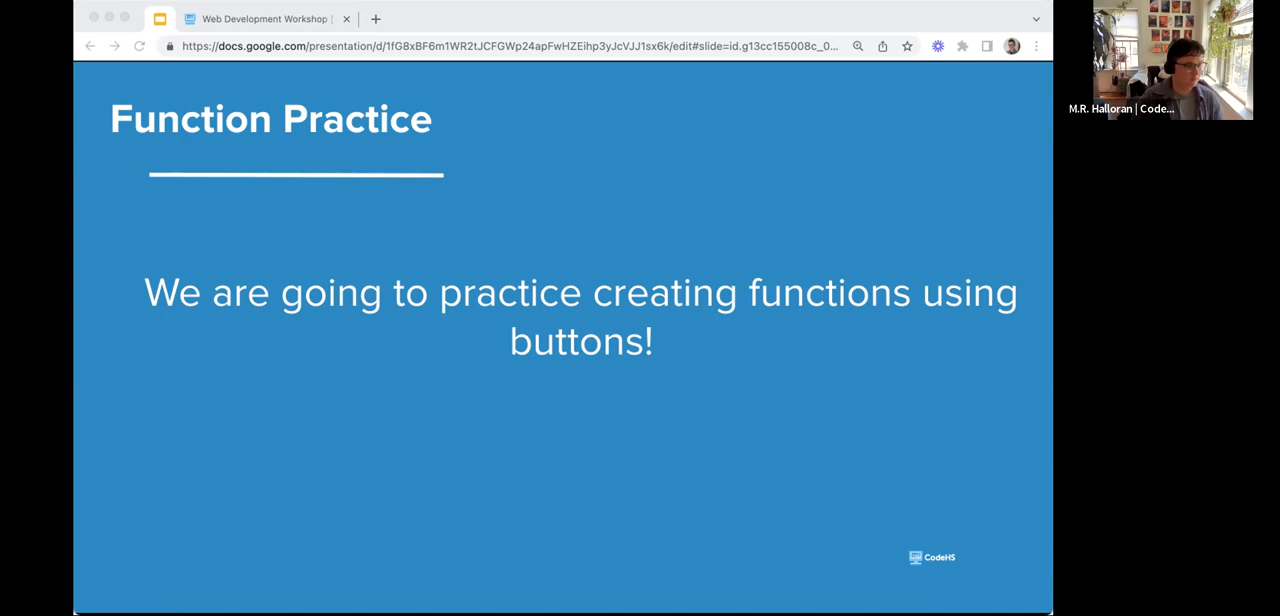 Web Development Workshop |
https://docs.google.com/presentation/d/1fG8xBF6m1WR2tJCFGWp24apFwHZEihp3yJcVJJ1sx6k/edit#slide=id.g13cc155008c_0...
M.R. Halloran | Code...
Function Practice
We are going to practice creating functions using
buttons!
CodeHS